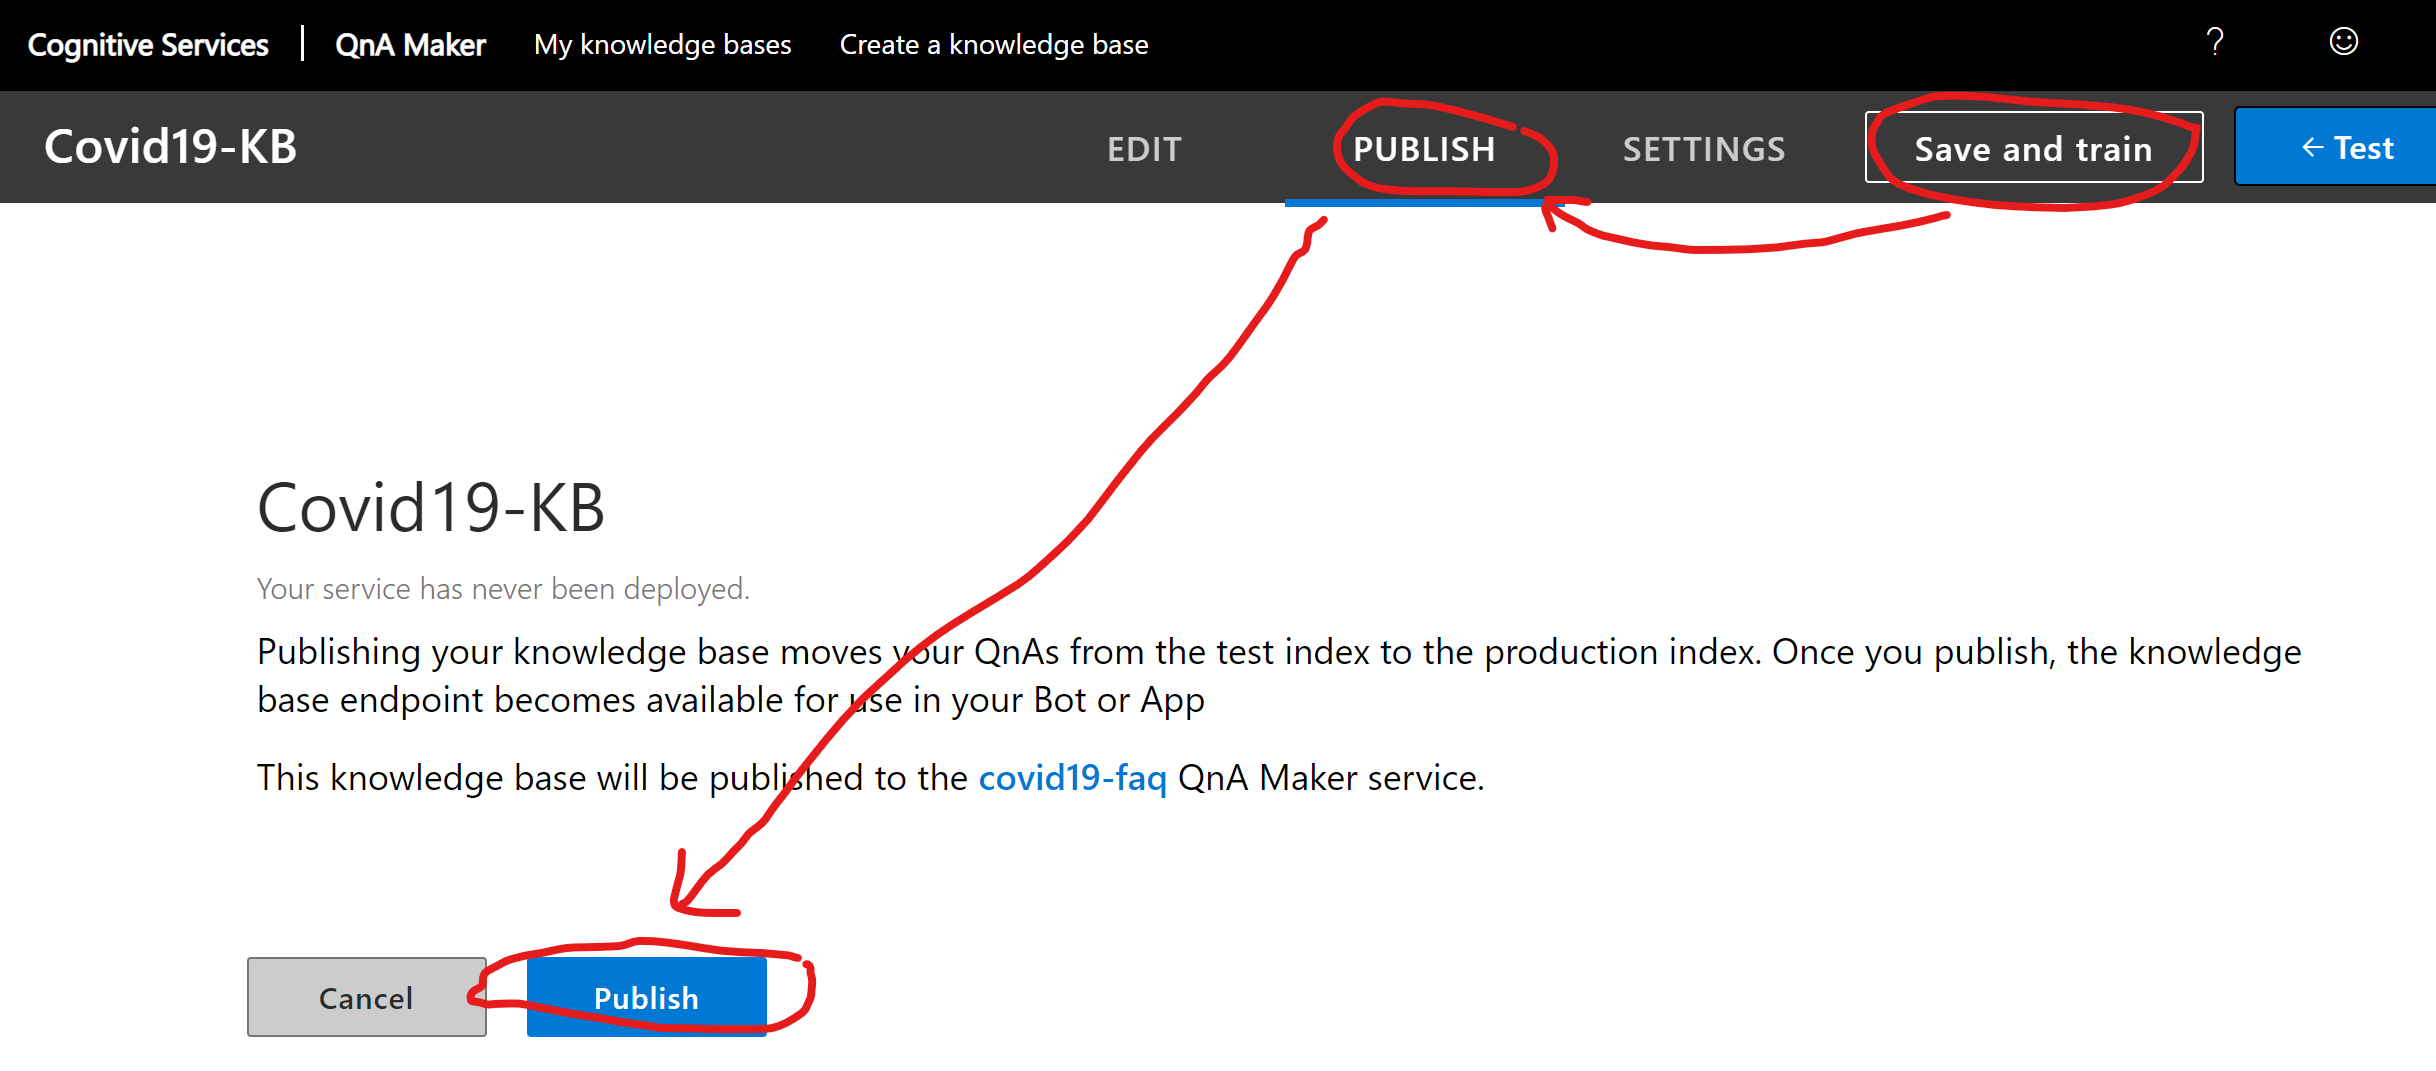 Cognitive Services | QnA Maker My knowledge bases Create a knowledge base ?
Covid19-KB EDIT PUBLISH SETTINGS Save and train ← Test
Covid19-KB
Your service has never been deployed.
Publishing your knowledge base moves your QnAs from the test index to the production index. Once you publish, the knowledge
base endpoint becomes available for use in your Bot or App
This knowledge base will be published to the covid19-faq QnA Maker service.
Cancel Publish